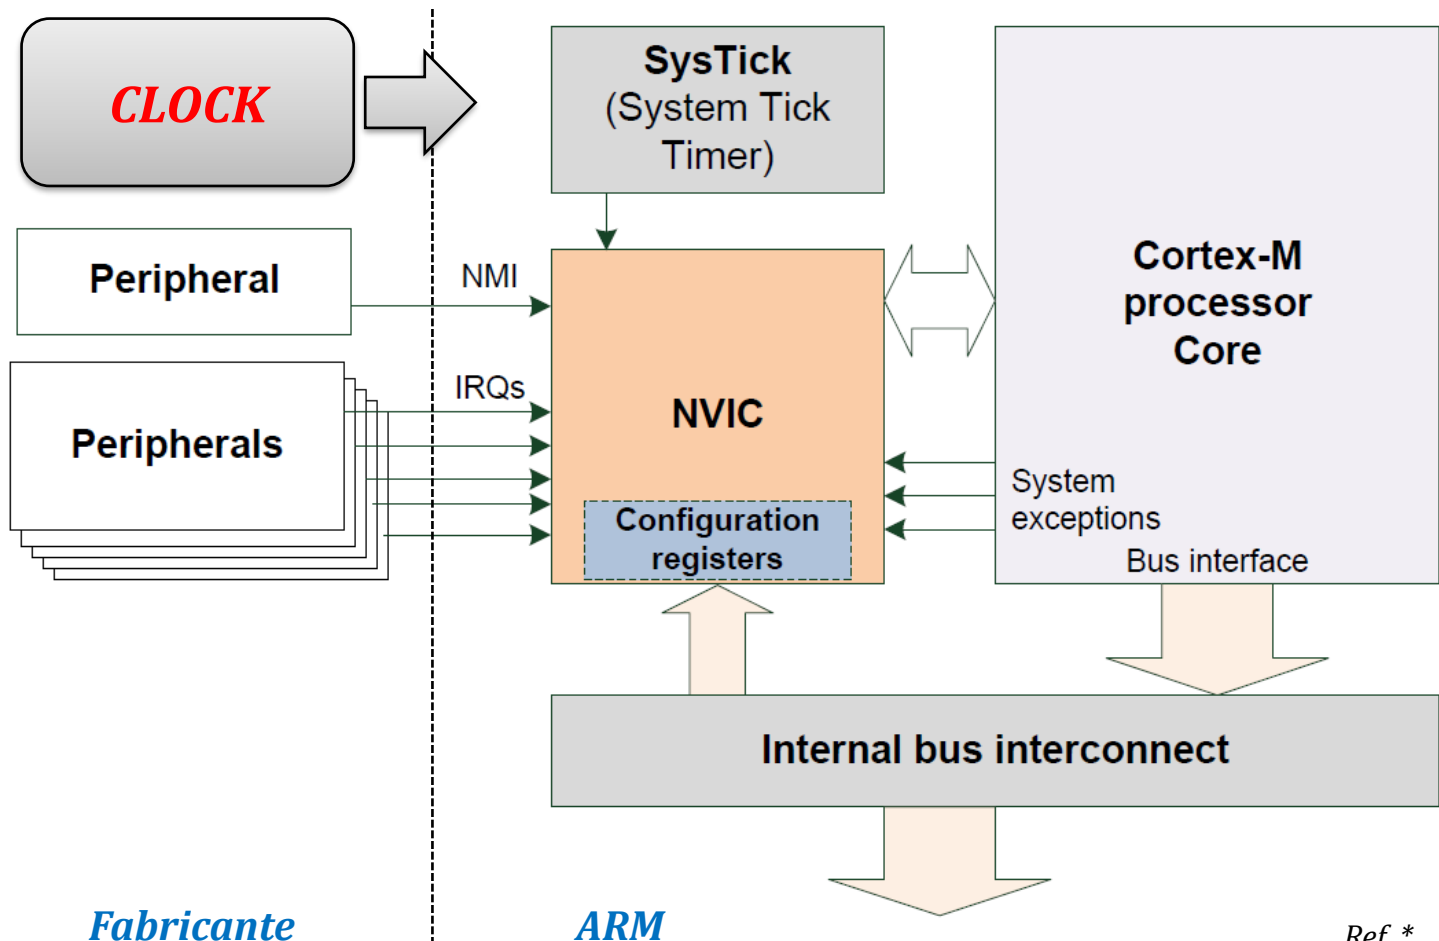 CLOCK
SysTick
(System Tick
Timer)
Peripheral
NMI
Cortex-M
processor
Core
IRQs
Peripherals
NVIC
System
exceptions
Configuration
registers
Bus interface
Internal bus interconnect
Fabricante
ARM
Ref. *